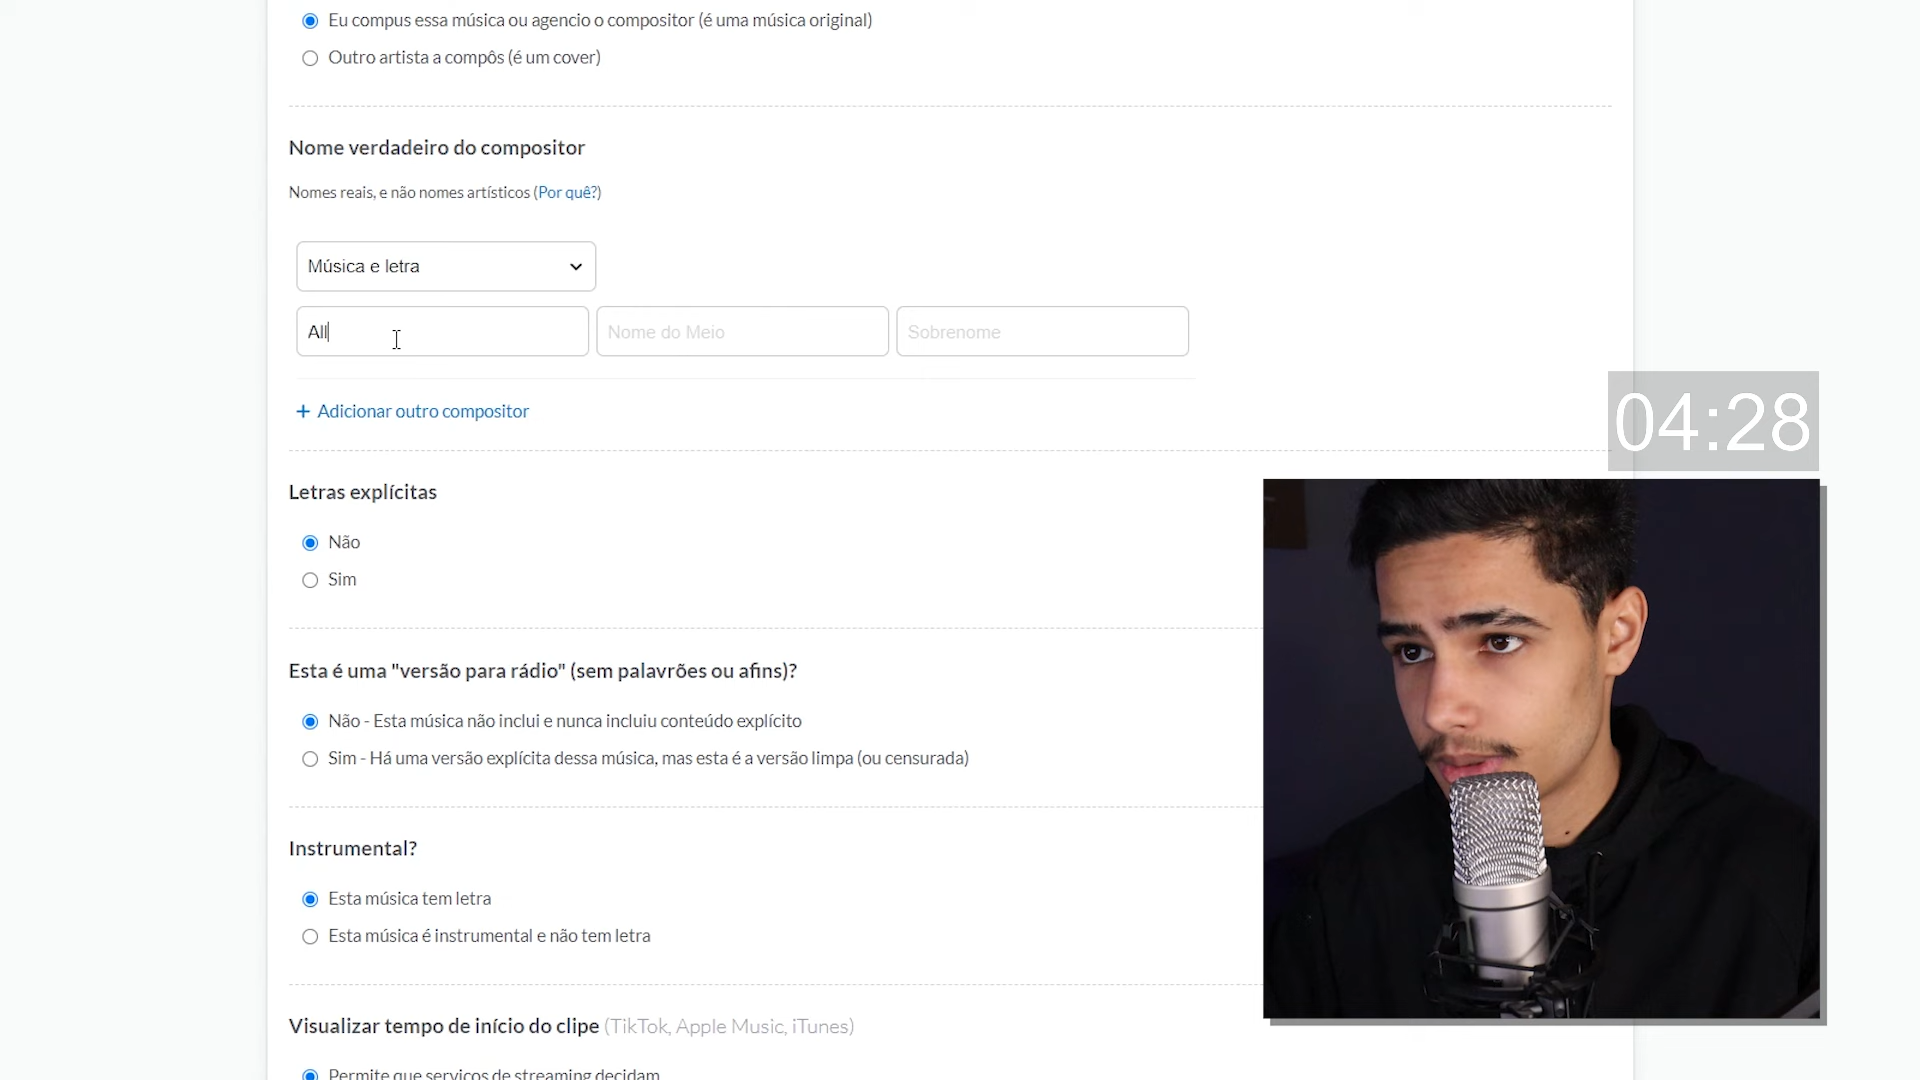 Eu compus essa música ou agencio o compositor (é uma música original)
Outro artista a compôs (é um cover)
Nome verdadeiro do compositor
Nomes reais, e não nomes artísticos (Por quê?)
Música e letra
All Nome do Meio Sobrenome
+ Adicionar outro compositor
04:28
Letras explícitas
Não
Sim
Esta é uma "versão para rádio" (sem palavrões ou afins)?
Não - Esta música não inclui e nunca incluiu conteúdo explícito
Sim - Há uma versão explícita dessa música, mas esta é a versão limpa (ou censurada)
Instrumental?
Esta música tem letra
Esta música é instrumental e não tem letra
Visualizar tempo de início do clipe (TikTok, Apple Music, iTunes)
Permite que serviços de streaming decidam